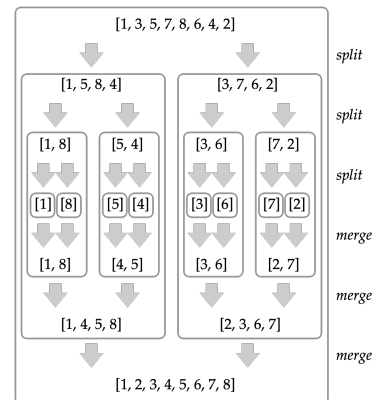 [1, 3, 5, 7, 8, 6, 4, 2]
split
[1, 5, 8, 4] [3, 7, 6, 2]
split
[1, 8] [5, 4] [3, 6] [7, 2]
split
[1] [8] [5] [4] [3] [6] [7] [2]
merge
[1, 8] [4, 5] [3, 6] [2, 7]
merge
[1, 4, 5, 8] [2, 3, 6, 7]
merge
[1, 2, 3, 4, 5, 6, 7, 8]